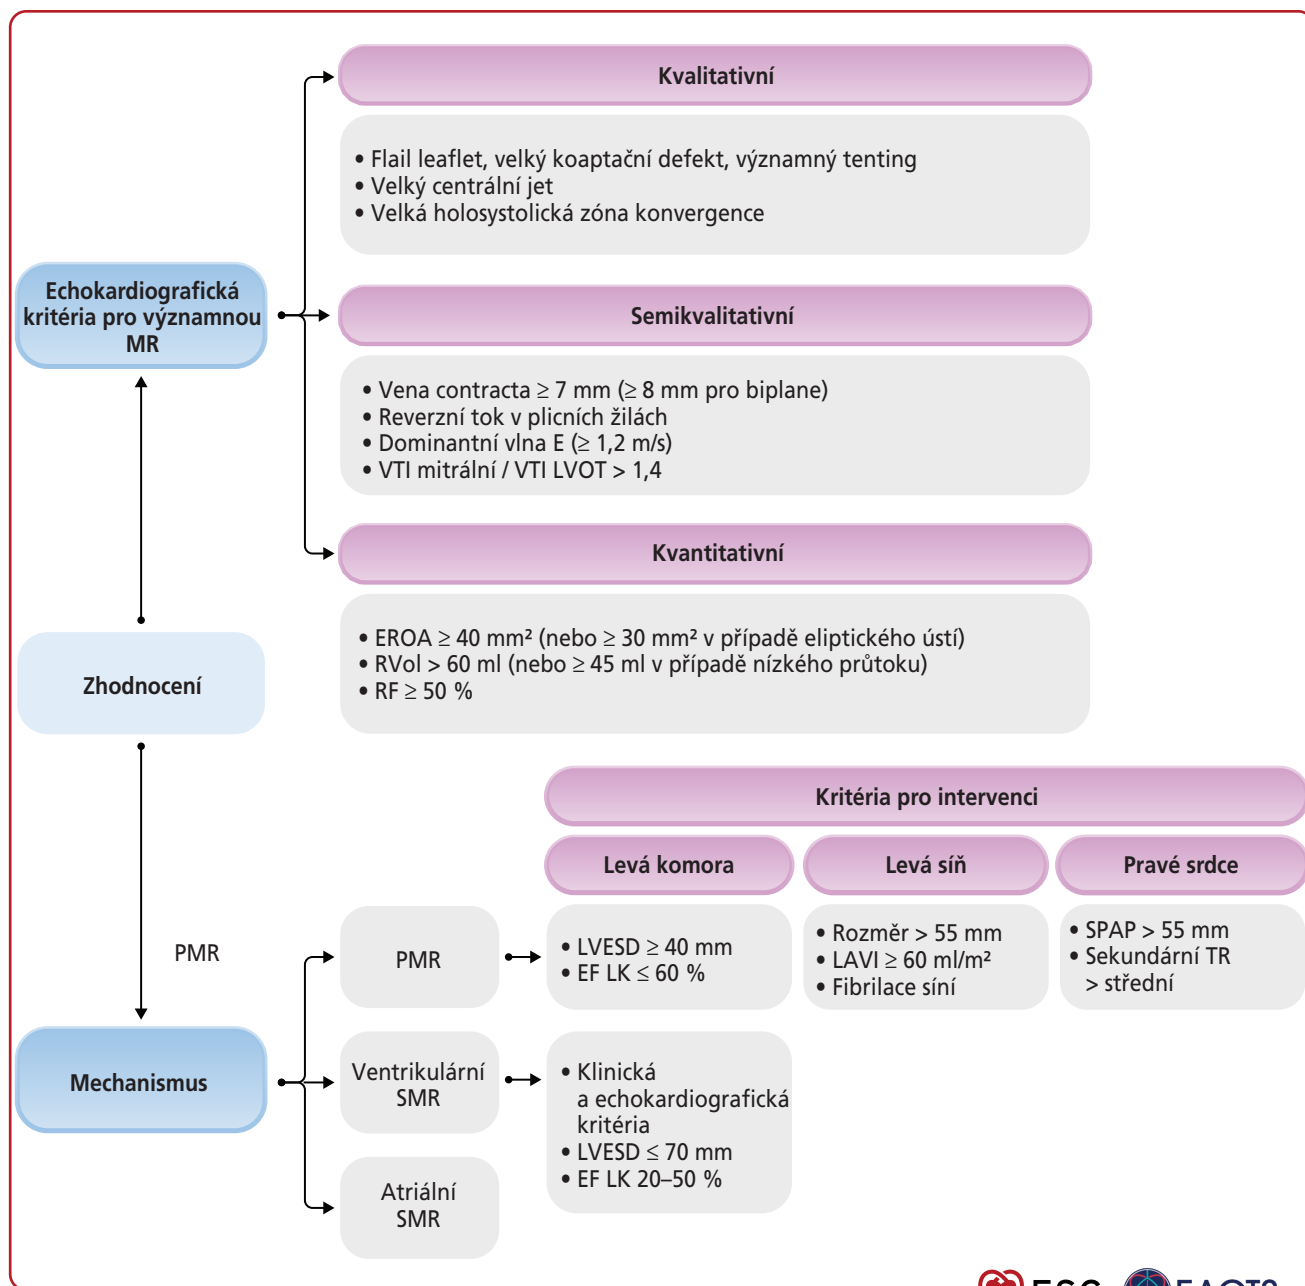 Kvalitativní
• Flail leaflet, velký koaptační defekt, významný tenting
• Velký centrální jet
• Velká holosystolická zóna konvergence
Echokardiografická
kritéria pro významnou
MR
Semikvalitativní
• Vena contracta ≥ 7 mm (≥ 8 mm pro biplane)
• Reverzní tok v plicních žilách
• Dominantní vlna E (≥ 1,2 m/s)
• VTI mitrální / VTI LVOT > 1,4
Kvantitativní
• EROA ≥ 40 mm² (nebo ≥ 30 mm² v případě eliptického ústí)
• RVol > 60 ml (nebo ≥ 45 ml v případě nízkého průtoku)
• RF ≥ 50 %
Zhodnocení
Kritéria pro intervenci
Levá komora
Levá síň
Pravé srdce
PMR
PMR
• LVESD ≥ 40 mm
• EF LK ≤ 60 %
• Rozměr > 55 mm
• LAVI ≥ 60 ml/m²
• Fibrilace síní
• SPAP > 55 mm
• Sekundární TR
> střední
Mechanismus
Ventrikulární
SMR
• Klinická
a echokardiografická
kritéria
• LVESD ≤ 70 mm
• EF LK 20–50 %
Atriální
SMR